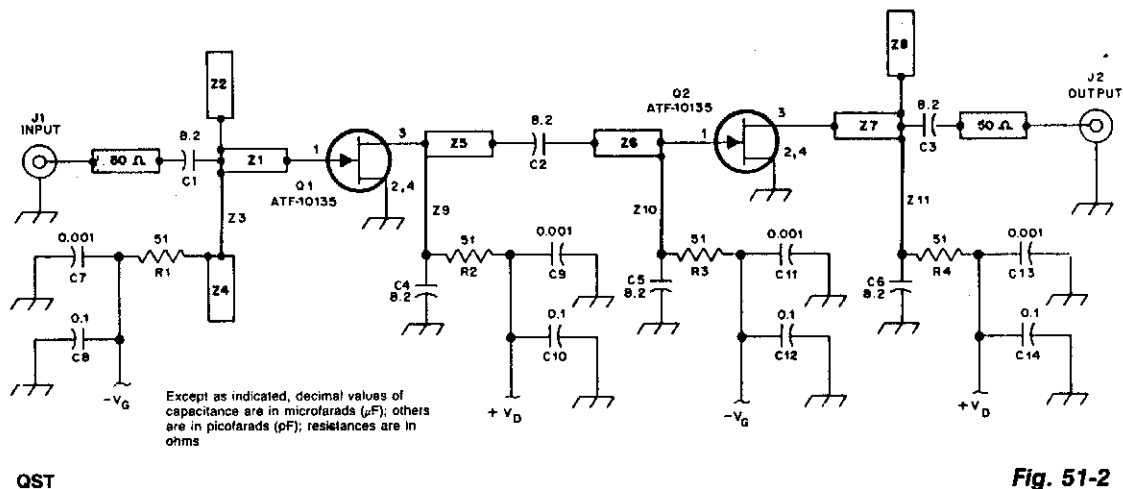 Z8
Z2
Q2
ATF-10135
J2
OUTPUT
J1
INPUT
8.2
50 Ω
8.2
C1
Z1
1
3
Q1
ATF-10135
2,4
Z5
8.2
C2
Z6
1
3
2,4
Z7
8.2
C3
50 Ω
Z3
Z9
Z10
Z11
0.001
C7
51
R1
Z4
51
R2
0.001
C9
51
R3
0.001
C11
51
R4
0.001
C13
C4
8.2
C5
8.2
C6
8.2
0.1
C8
0.1
C10
0.1
C12
0.1
C14
-VG
+VD
-VG
+VD
Except as indicated, decimal values of
capacitance are in microfarads (µF); others
are in picofarads (pF); resistances are in
ohms
QST
Fig. 51-2